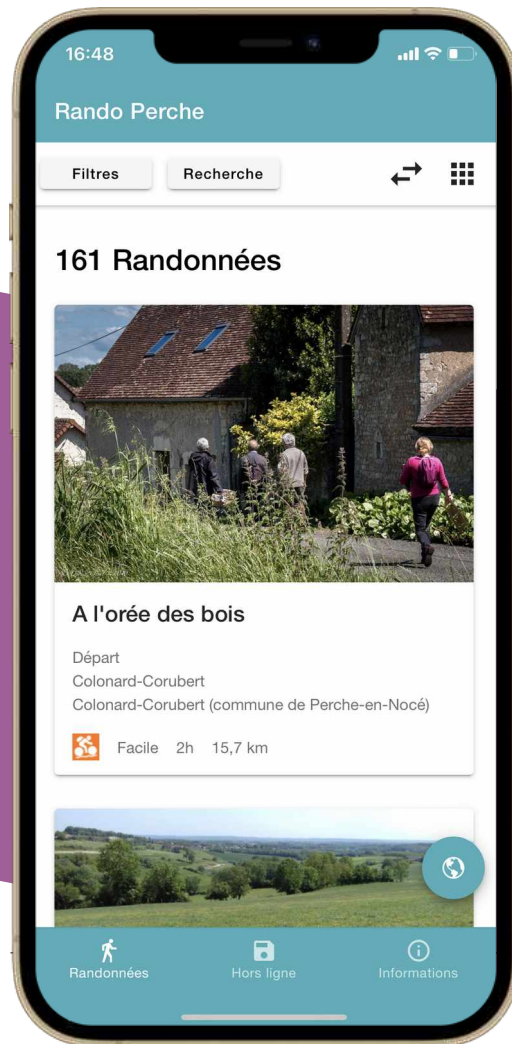 16:48
Rando Perche
Filtres Recherche
161 Randonnées
A l'orée des bois
Départ
Colonard-Corubert
Colonard-Corubert (commune de Perche-en-Nocé)
Facile 2h 15,7 km
Randonnées Hors ligne Informations